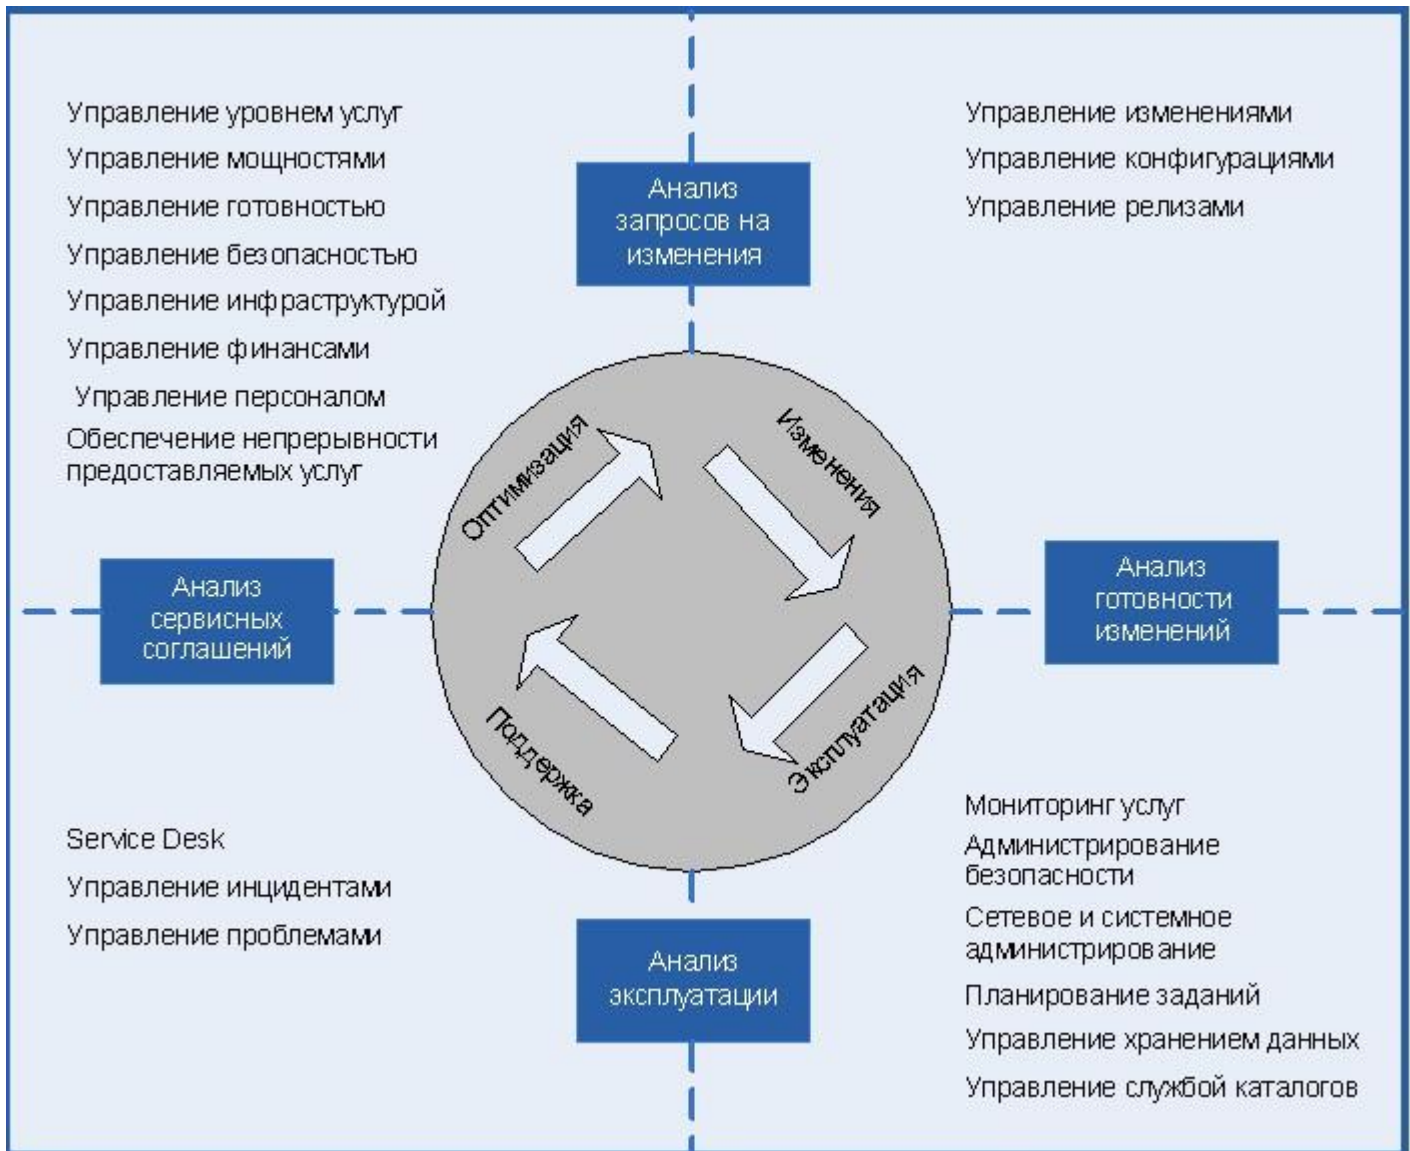 Управление уровнем услуг
Управление мощностями
Управление готовностью
Управление безопасностью
Управление инфраструктурой
Управление финансами
Управление персоналом
Обеспечение непрерывности
предоставляемых услуг
Анализ
запросов на
изменения
Управление изменениями
Управление конфигурациями
Управление релизами
Оптимизация
Изменения
Анализ
сервисных
соглашений
Анализ
готовности
изменений
Поддержка
Эксплуатация
Service Desk
Управление инцидентами
Управление проблемами
Анализ
эксплуатации
Мониторинг услуг
Администрирование
безопасности
Сетевое и системное
администрирование
Планирование заданий
Управление хранением данных
Управление службой каталогов